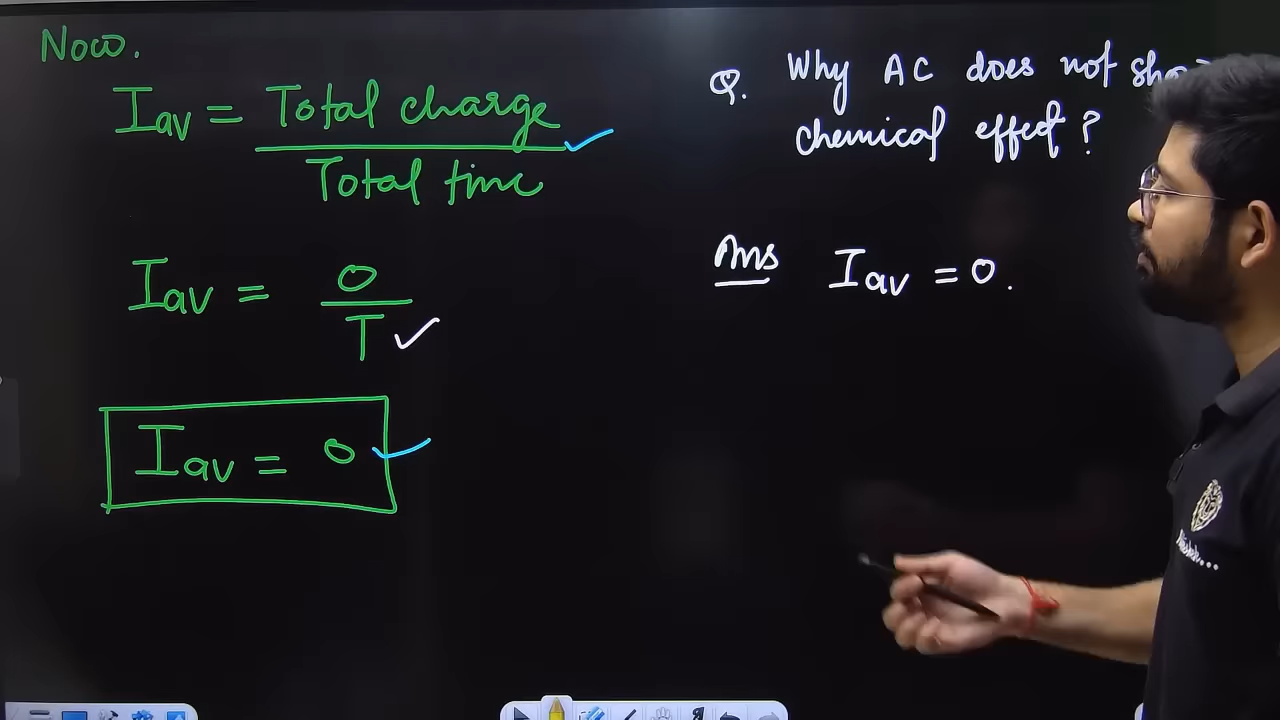 Now.
Iav = Total charge
Total time
Iav = 0
T
Iav = 0
Q. Why AC does not
chemical effect?
Ans Iav = 0.